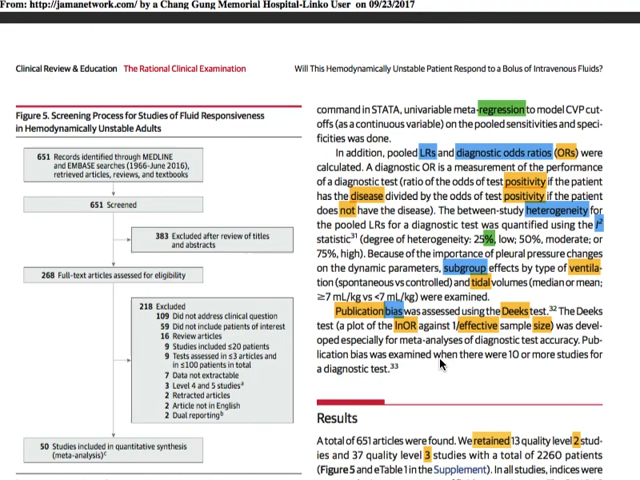 From: http://jamanetwork.com/ by a Chang Gung Memorial Hospital-Linko User on 09/23/2017
Clinical Review & Education The Rational Clinical Examination
Will This Hemodynamically Unstable Patient Respond to a Bolus of Intravenous Fluids?
Figure 5. Screening Process for Studies of Fluid Responsiveness
in Hemodynamically Unstable Adults
651 Records identified through MEDLINE
and EMBASE searches (1966-June 2016),
retrieved articles, reviews, and textbooks
651 Screened
383 Excluded after review of titles
and abstracts
268 Full-text articles assessed for eligibility
218 Excluded
109 Did not address clinical question
59 Did not include patients of interest
16 Review articles
9 Studies included ≤20 patients
9 Tests assessed in ≤3 articles and
in ≤100 patients in total
7 Data not extractable
3 Level 4 and 5 studiesa
2 Retracted articles
2 Article not in English
2 Dual reportingb
50 Studies included in quantitative synthesis
(meta-analysis)c
command in STATA, univariable meta-regression to model CVP cut-
offs (as a continuous variable) on the pooled sensitivities and speci-
ficities was done.
In addition, pooled LRs and diagnostic odds ratios (ORs) were
calculated. A diagnostic OR is a measurement of the performance
of a diagnostic test (ratio of the odds of test positivity if the patient
has the disease divided by the odds of test positivity if the patient
does not have the disease). The between-study heterogeneity for
the pooled LRs for a diagnostic test was quantified using the I2
statistic31 (degree of heterogeneity: 25%, low; 50%, moderate; or
75%, high). Because of the importance of pleural pressure changes
on the dynamic parameters, subgroup effects by type of ventila-
tion (spontaneous vs controlled) and tidal volumes (median or mean;
≥7 mL/kg vs <7 mL/kg) were examined.
Publication bias was assessed using the Deeks test.32 The Deeks
test (a plot of the lnOR against 1/effective sample size) was devel-
oped especially for meta-analyses of diagnostic test accuracy. Pub-
lication bias was examined when there were 10 or more studies for
a diagnostic test.33
Results
A total of 651 articles were found. We retained 13 quality level 2 stud-
ies and 37 quality level 3 studies with a total of 2260 patients
(Figure 5 and eTable 1 in the Supplement). In all studies, indices were